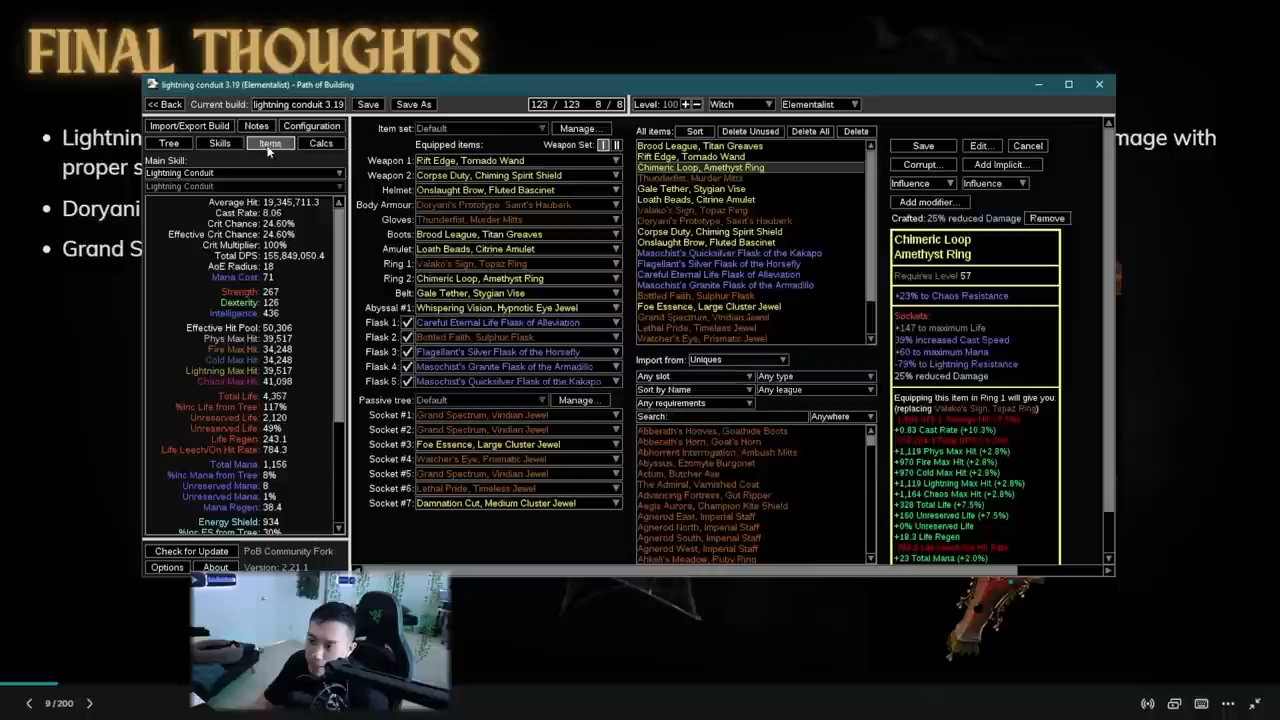 FINAL THOUGHTS
lightning conduit 3.19 (Elementalist) - Path of Building
<< Back Current build: lightning conduit 3.19 Save Save As 123 / 123 8 / 8 Level: 100 Witch Elementalist
Import/Export Build Notes Configuration
Tree Skills Items Calcs
Main Skill:
Lightning Conduit
Lightning Conduit
Average Hit: 19,345,711.3
Cast Rate: 8.06
Crit Chance: 24.60%
Effective Crit Chance: 24.60%
Crit Multiplier: 100%
Total DPS: 155,849,050.4
AoE Radius: 18
Mana Cost: 71
Strength: 267
Dexterity: 126
Intelligence: 436
Effective Hit Pool: 50,306
Phys Max Hit: 39,517
Fire Max Hit: 34,248
Cold Max Hit: 34,248
Lightning Max Hit: 39,517
Chaos Max Hit: 41,098
Total Life: 4,357
%Inc Life from Tree: 117%
Unreserved Life: 2,120
Unreserved Life: 49%
Life Regen: 243.1
Life Leech/On Hit Rate: 784.3
Total Mana: 1,156
%Inc Mana from Tree: 8%
Unreserved Mana: 8
Unreserved Mana: 1%
Mana Regen: 38.4
Energy Shield: 934
%Inc ES from Tree: 30%
Check for Update PoB Community Fork
Options About Version: 2.21.1
Item set: Default Manage...
Equipped items: Weapon Set: I II
Weapon 1: Rift Edge, Tornado Wand
Weapon 2: Corpse Duty, Chiming Spirit Shield
Helmet: Onslaught Brow, Fluted Bascinet
Body Armour: Doryani's Prototype, Saint's Hauberk
Gloves: Thunderfist, Murder Mitts
Boots: Brood League, Titan Greaves
Amulet: Loath Beads, Citrine Amulet
Ring 1: Valako's Sign, Topaz Ring
Ring 2: Chimeric Loop, Amethyst Ring
Belt: Gale Tether, Stygian Vise
Abyssal #1: Whispering Vision, Hypnotic Eye Jewel
Flask 1: Careful Eternal Life Flask of Alleviation
Flask 2: Bottled Faith, Sulphur Flask
Flask 3: Flagellant's Silver Flask of the Horsefly
Flask 4: Masochist's Granite Flask of the Armadillo
Flask 5: Masochist's Quicksilver Flask of the Kakapo
Passive tree: Default Manage...
Socket #1: Grand Spectrum, Viridian Jewel
Socket #2: Grand Spectrum, Viridian Jewel
Socket #3: Foe Essence, Large Cluster Jewel
Socket #4: Watcher's Eye, Prismatic Jewel
Socket #5: Grand Spectrum, Viridian Jewel
Socket #6: Lethal Pride, Timeless Jewel
Socket #7: Damnation Cut, Medium Cluster Jewel
All items: Sort Delete Unused Delete All Delete
Brood League, Titan Greaves
Rift Edge, Tornado Wand
Chimeric Loop, Amethyst Ring
Thunderfist, Murder Mitts
Gale Tether, Stygian Vise
Loath Beads, Citrine Amulet
Valako's Sign, Topaz Ring
Doryani's Prototype, Saint's Hauberk
Corpse Duty, Chiming Spirit Shield
Onslaught Brow, Fluted Bascinet
Masochist's Quicksilver Flask of the Kakapo
Flagellant's Silver Flask of the Horsefly
Careful Eternal Life Flask of Alleviation
Masochist's Granite Flask of the Armadillo
Bottled Faith, Sulphur Flask
Foe Essence, Large Cluster Jewel
Grand Spectrum, Viridian Jewel
Lethal Pride, Timeless Jewel
Watcher's Eye, Prismatic Jewel
Import from: Uniques
Any slot Any type
Sort by Name Any league
Any requirements
Search: Anywhere
Abberath's Hooves, Goathide Boots
Abberath's Horn, Goat's Horn
Abhorrent Interrogation, Ambush Mitts
Abyssus, Ezomyte Burgonet
Actum, Butcher Axe
The Admiral, Varnished Coat
Advancing Fortress, Gut Ripper
Aegis Aurora, Champion Kite Shield
Agnerod East, Imperial Staff
Agnerod North, Imperial Staff
Agnerod South, Imperial Staff
Agnerod West, Imperial Staff
Ahkeli's Meadow, Ruby Ring
Save Edit... Cancel
Corrupt... Add Implicit...
Influence Influence
Add modifier...
Crafted: 25% reduced Damage Remove
Chimeric Loop
Amethyst Ring
Requires Level 57
+23% to Chaos Resistance
Sockets:
+147 to maximum Life
39% increased Cast Speed
+60 to maximum Mana
-79% to Lightning Resistance
25% reduced Damage
Equipping this item in Ring 1 will give you:
(replacing Valako's Sign, Topaz Ring)
+0.83 Cast Rate (+10.3%)
+1,119 Phys Max Hit (+2.8%)
+970 Fire Max Hit (+2.8%)
+970 Cold Max Hit (+2.8%)
+1,119 Lightning Max Hit (+2.8%)
+1,164 Chaos Max Hit (+2.8%)
+328 Total Life (+7.5%)
+160 Unreserved Life (+7.5%)
+0% Unreserved Life
+18.3 Life Regen
Life Leech/On Hit Rate
+23 Total Mana (+2.0%)
• Lightnin
mage with
proper s
• Doryani
• Grand S
9 / 200